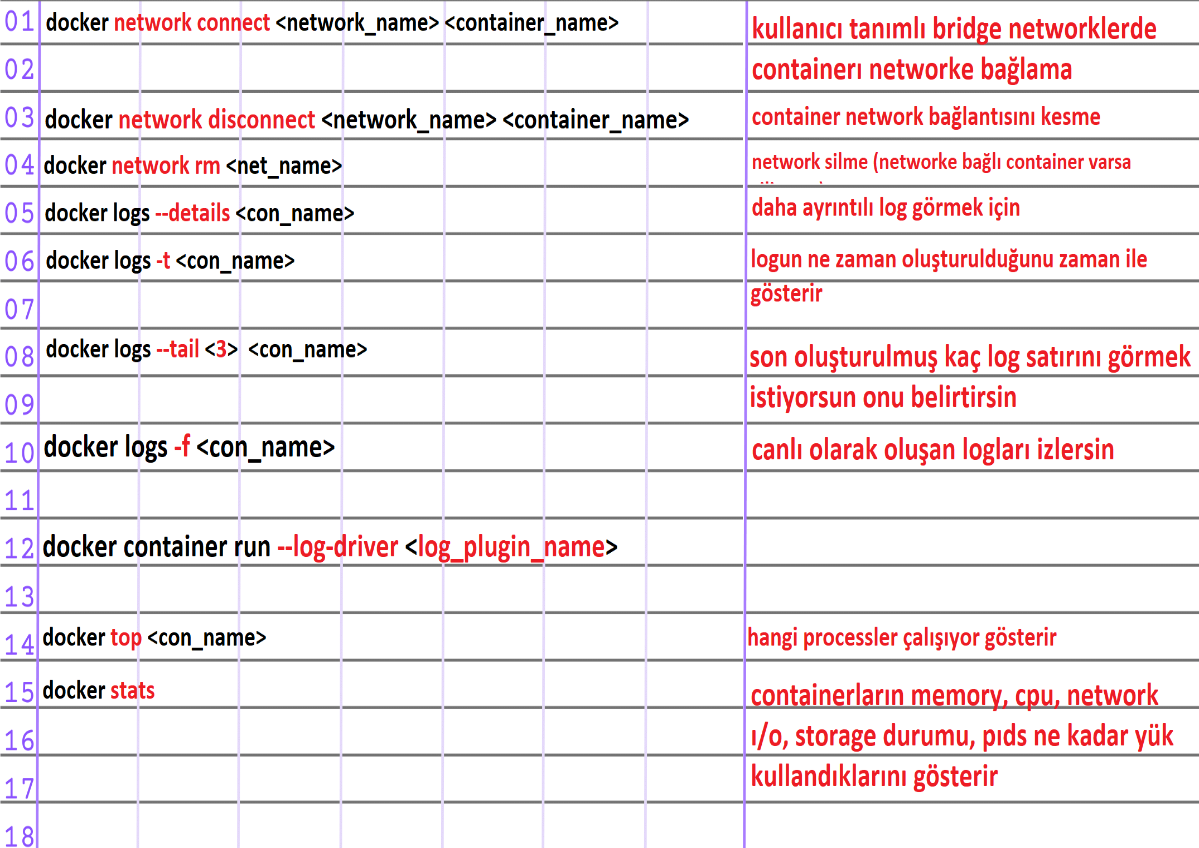 01 docker network connect <network_name> <container_name> kullanıcı tanımlı bridge networklerde
02 containerı networke bağlama
03 docker network disconnect <network_name> <container_name> container network bağlantısını kesme
04 docker network rm <net_name> network silme (networke bağlı container varsa
05 docker logs --details <con_name> daha ayrıntılı log görmek için
06 docker logs -t <con_name> logun ne zaman oluşturulduğunu zaman ile
07 gösterir
08 docker logs --tail <3> <con_name> son oluşturulmuş kaç log satırını görmek
09 istiyorsun onu belirtirsin
10 docker logs -f <con_name> canlı olarak oluşan logları izlersin
11
12 docker container run --log-driver <log_plugin_name>
13
14 docker top <con_name> hangi processler çalışıyor gösterir
15 docker stats containerların memory, cpu, network
16 ı/o, storage durumu, pıds ne kadar yük
17 kullandıklarını gösterir
18